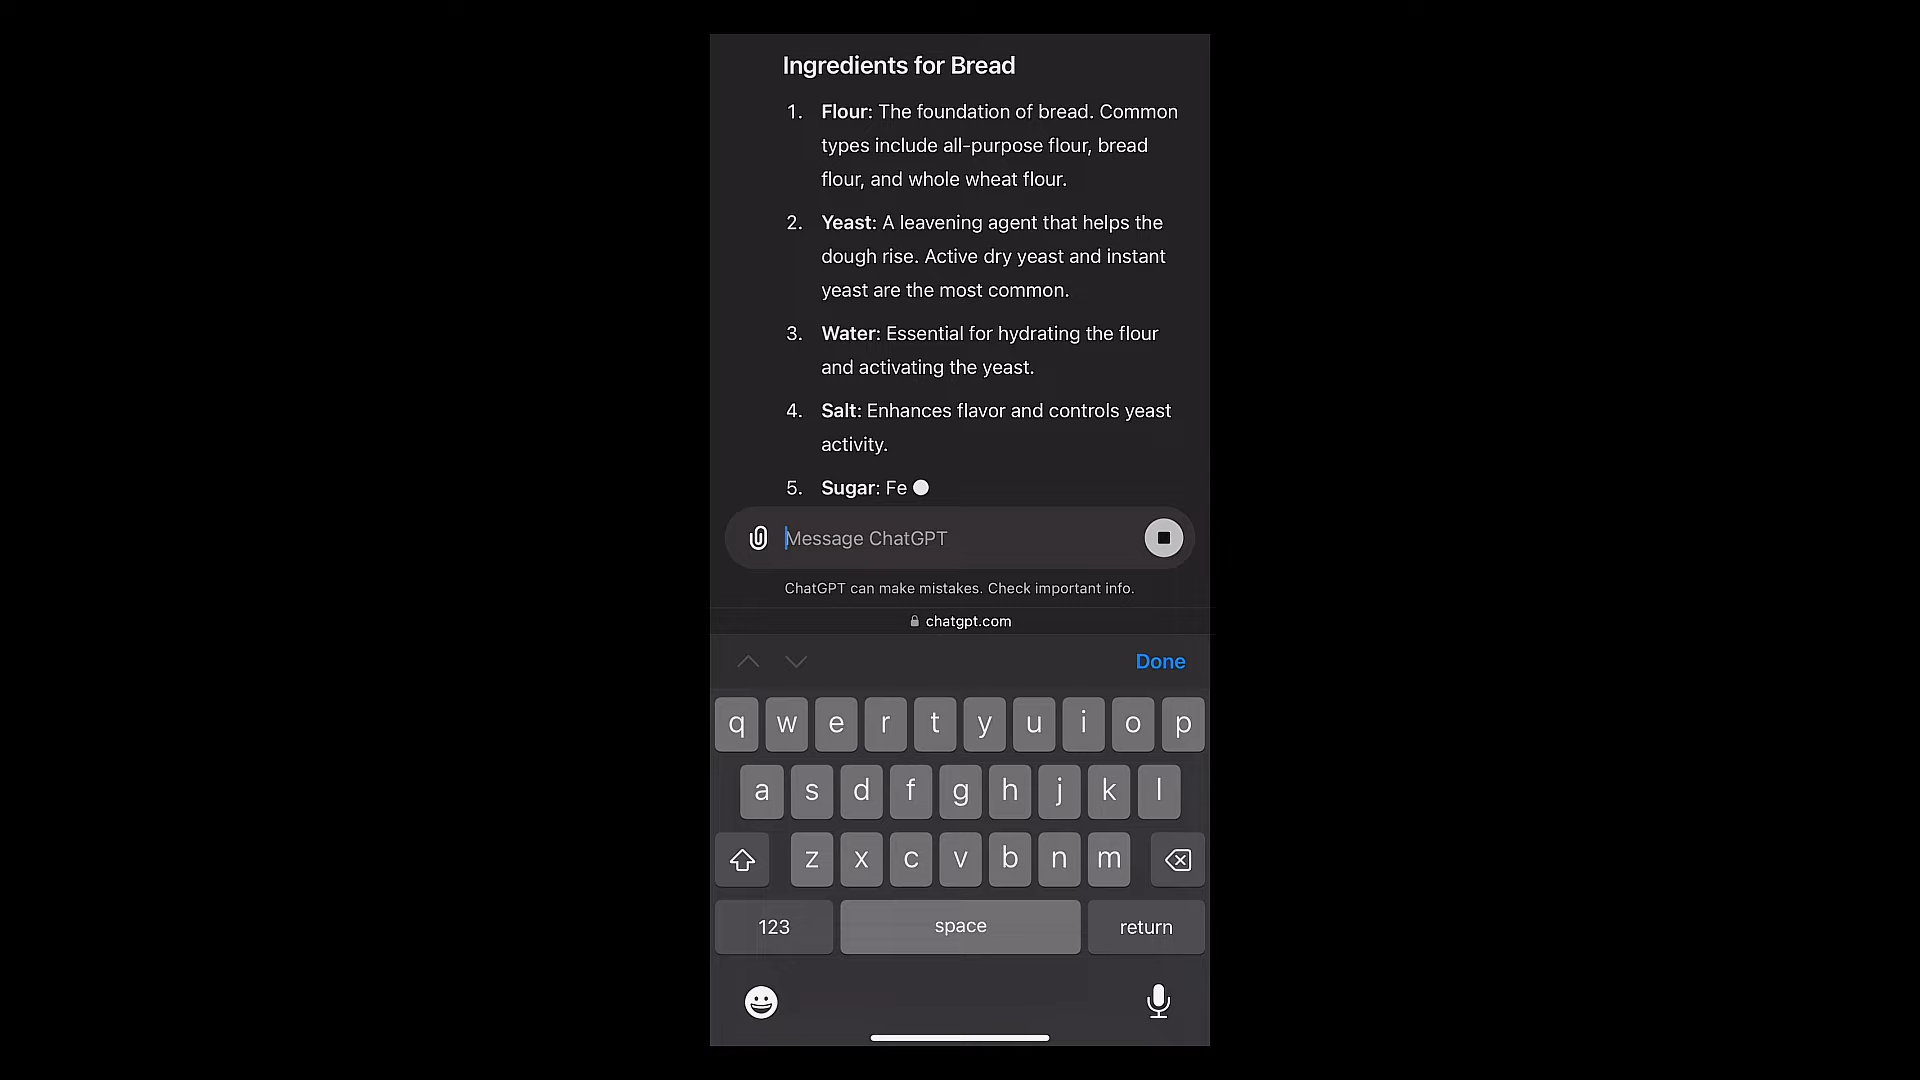 Ingredients for Bread
1. Flour: The foundation of bread. Common
types include all-purpose flour, bread
flour, and whole wheat flour.
2. Yeast: A leavening agent that helps the
dough rise. Active dry yeast and instant
yeast are the most common.
3. Water: Essential for hydrating the flour
and activating the yeast.
4. Salt: Enhances flavor and controls yeast
activity.
5. Sugar: Fe
Message ChatGPT
ChatGPT can make mistakes. Check important info.
chatgpt.com
Done
q w e r t y u i o p
a s d f g h j k l
z x c v b n m
123 space return